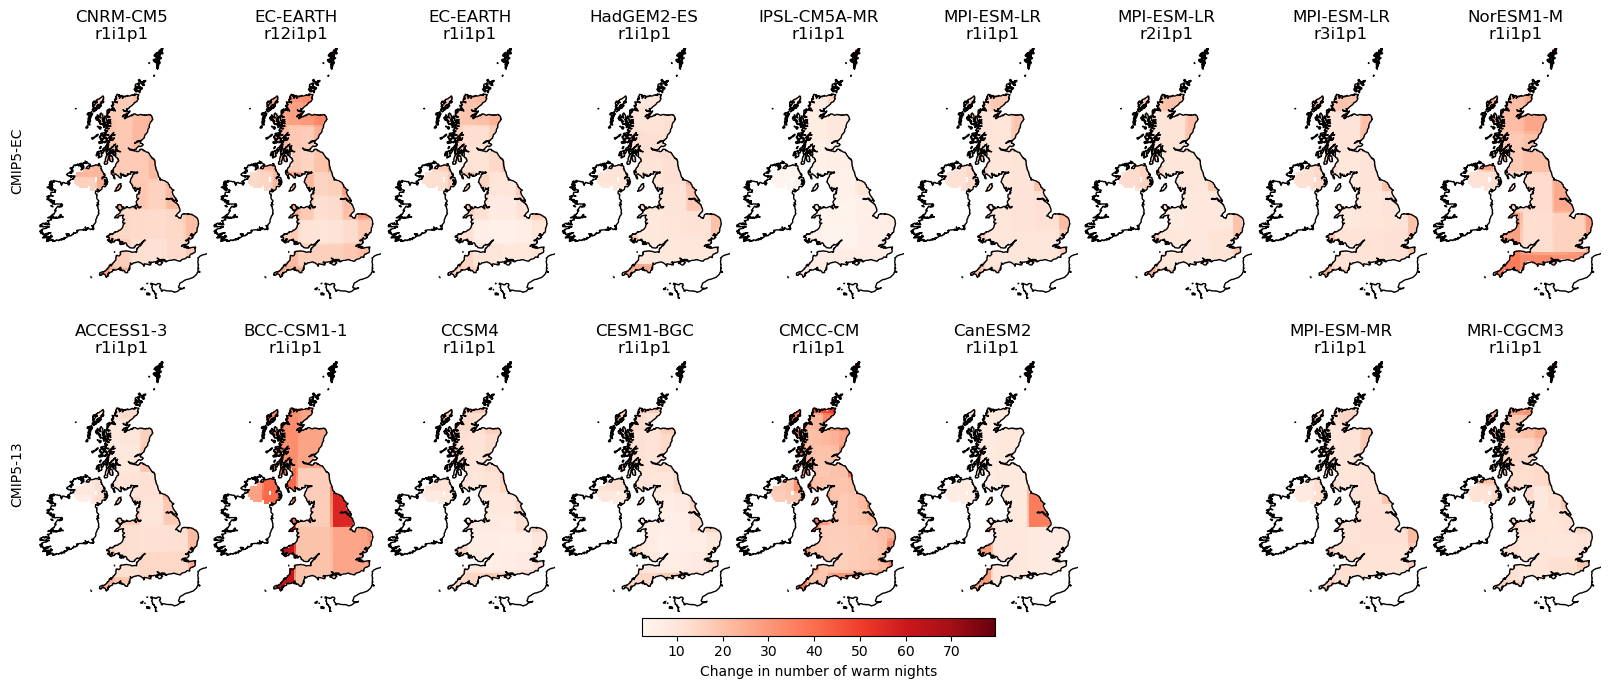 CNRM-CM5
r1i1p1
EC-EARTH
r12i1p1
EC-EARTH
r1i1p1
HadGEM2-ES
r1i1p1
IPSL-CM5A-MR
r1i1p1
MPI-ESM-LR
r1i1p1
MPI-ESM-LR
r2i1p1
MPI-ESM-LR
r3i1p1
NorESM1-M
r1i1p1
CMIP5-EC
ACCESS1-3
r1i1p1
BCC-CSM1-1
r1i1p1
CCSM4
r1i1p1
CESM1-BGC
r1i1p1
CMCC-CM
r1i1p1
CanESM2
r1i1p1
MPI-ESM-MR
r1i1p1
MRI-CGCM3
r1i1p1
CMIP5-13
10 20 30 40 50 60 70
Change in number of warm nights